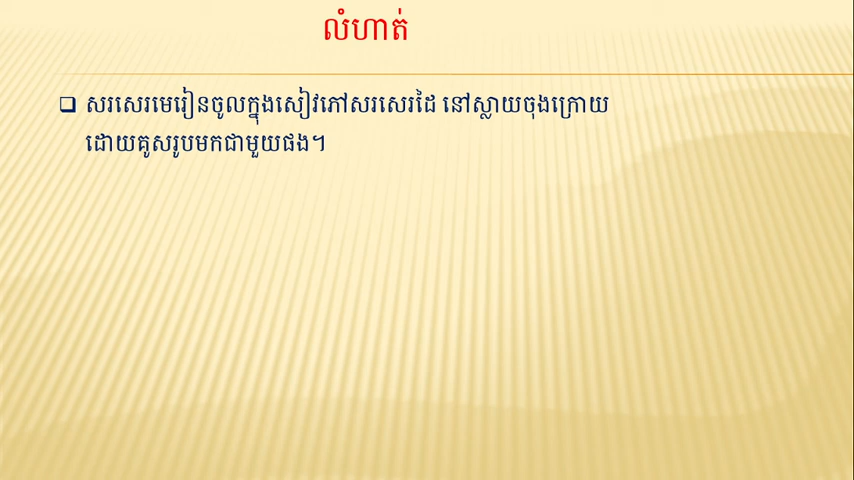 លំហាត់
❑ សរសេរមេរៀនចូលក្នុងសៀវភៅសរសេរដៃ នៅស្លាយចុងក្រោយ
ដោយគូសរូបមកជាមួយផង។